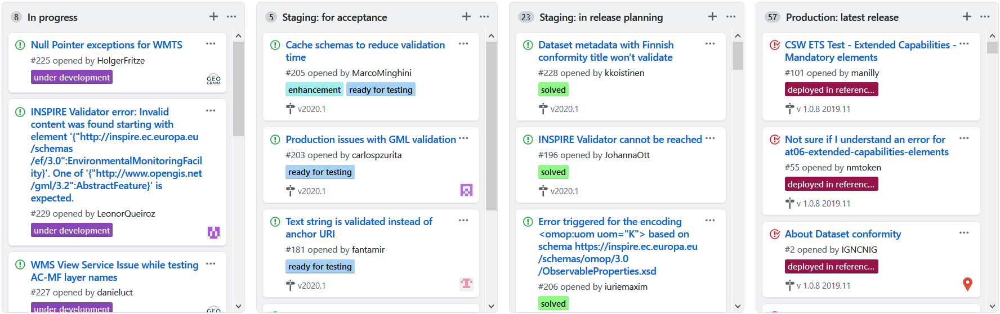 8 In progress
Null Pointer exceptions for WMTS
#225 opened by HolgerFritze
under development
GEO
GRAMA
INSPIRE Validator error: Invalid
content was found starting with
element '{"http://inspire.ec.europa.eu
/schemas
/ef/3.0":EnvironmentalMonitoringFacil
ity}'. One of '{"http://www.opengis.net
/gml/3.2":AbstractFeature}' is
expected.
#229 opened by LeonorQueiroz
under development
WMS View Service Issue while testing
AC-MF layer names
#227 opened by danieluct
under development
GEO
5 Staging: for acceptance
Cache schemas to reduce validation
time
#205 opened by MarcoMinghini
enhancement ready for testing
v2020.1
Production issues with GML validation
#203 opened by carlospzurita
ready for testing
v2020.1
Text string is validated instead of
anchor URI
#181 opened by fantamir
ready for testing
v2020.1
23 Staging: in release planning
Dataset metadata with Finnish
conformity title won't validate
#228 opened by kkoistinen
solved
v2020.1
INSPIRE Validator cannot be reached
#196 opened by JohannaOtt
solved
v2020.1
Error triggered for the encoding
<omop:uom uom="K"> based on
schema https://inspire.ec.europa.eu
/schemas/omop/3.0
/ObservableProperties.xsd
#206 opened by iuriemaxim
solved
57 Production: latest release
CSW ETS Test - Extended Capabilities -
Mandatory elements
#101 opened by manilly
deployed in referenc...
v 1.0.8 2019.11
Not sure if I understand an error for
at06-extended-capabilities-elements
#55 opened by nmtoken
deployed in referenc...
v 1.0.8 2019.11
About Dataset conformity
#2 opened by IGNCNIG
deployed in referenc...
v 1.0.8 2019.11